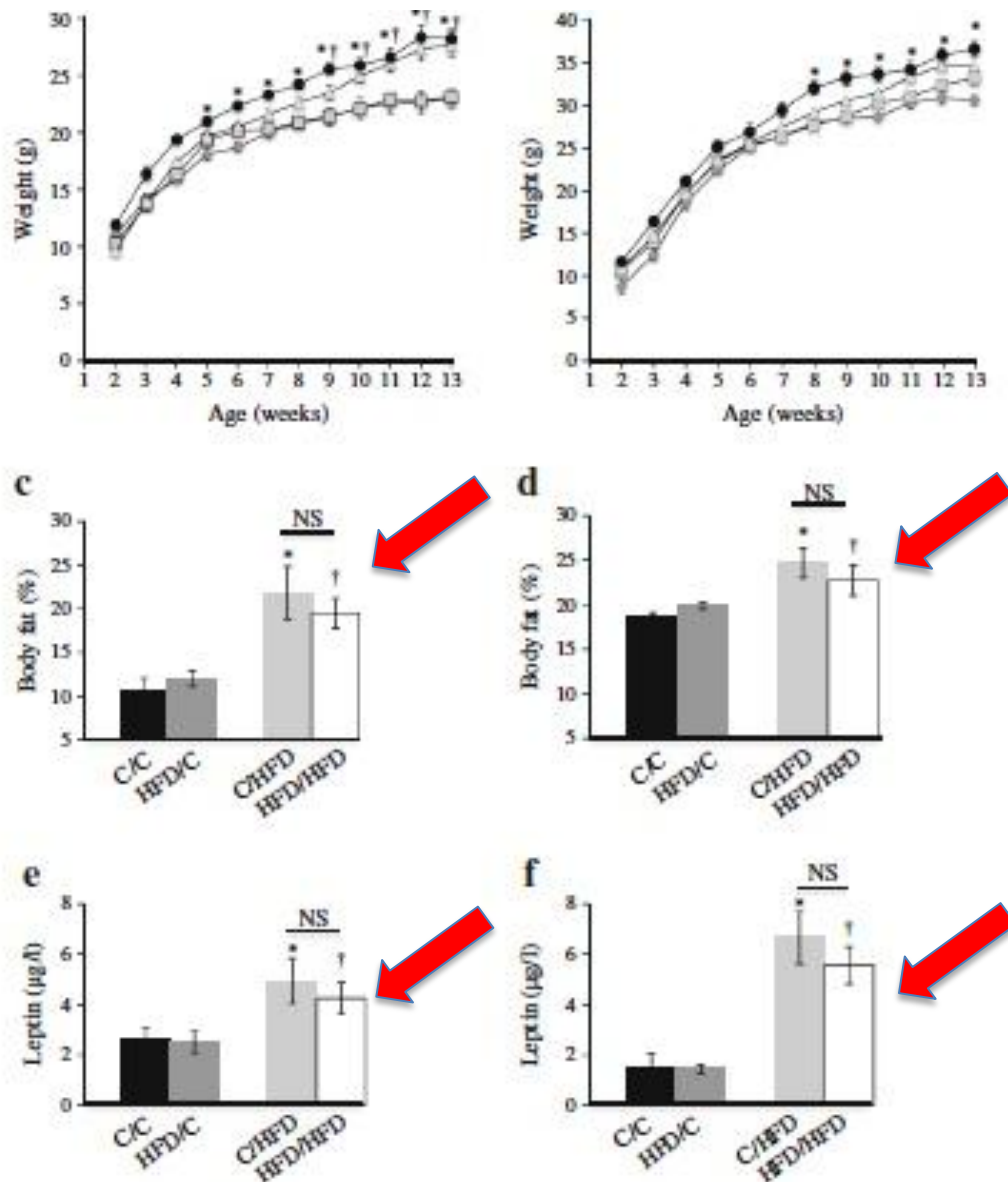 30
25
20
15
10
5
0
Weight (g)
* * * * *† *† *† *† *†
1 2 3 4 5 6 7 8 9 10 11 12 13
Age (weeks)
40
35
30
25
20
15
10
5
0
Weight (g)
* * * * * *
1 2 3 4 5 6 7 8 9 10 11 12 13
Age (weeks)
c
30
25
20
15
10
5
Body fat (%)
NS
* †
C/C HFD/C C/HFD HFD/HFD
d
30
25
20
15
10
5
Body fat (%)
NS
* †
C/C HFD/C C/HFD HFD/HFD
e
8
6
4
2
0
Leptin (µg/l)
NS
* †
C/C HFD/C C/HFD HFD/HFD
f
8
6
4
2
0
Leptin (µg/l)
NS
* †
C/C HFD/C C/HFD HFD/HFD